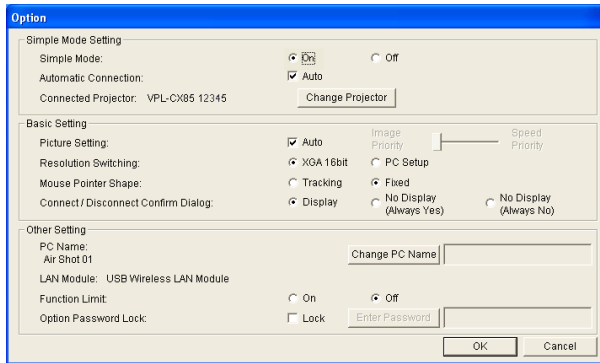 Option
Simple Mode Setting
Simple Mode: On Off
Automatic Connection: Auto
Connected Projector: VPL-CX85 12345 Change Projector
Basic Setting
Picture Setting: Auto Image Priority Speed Priority
Resolution Switching: XGA 16bit PC Setup
Mouse Pointer Shape: Tracking Fixed
Connect / Disconnect Confirm Dialog: Display No Display (Always Yes) No Display (Always No)
Other Setting
PC Name:
Air Shot 01 Change PC Name
LAN Module: USB Wireless LAN Module
Function Limit: On Off
Option Password Lock: Lock Enter Password
OK Cancel